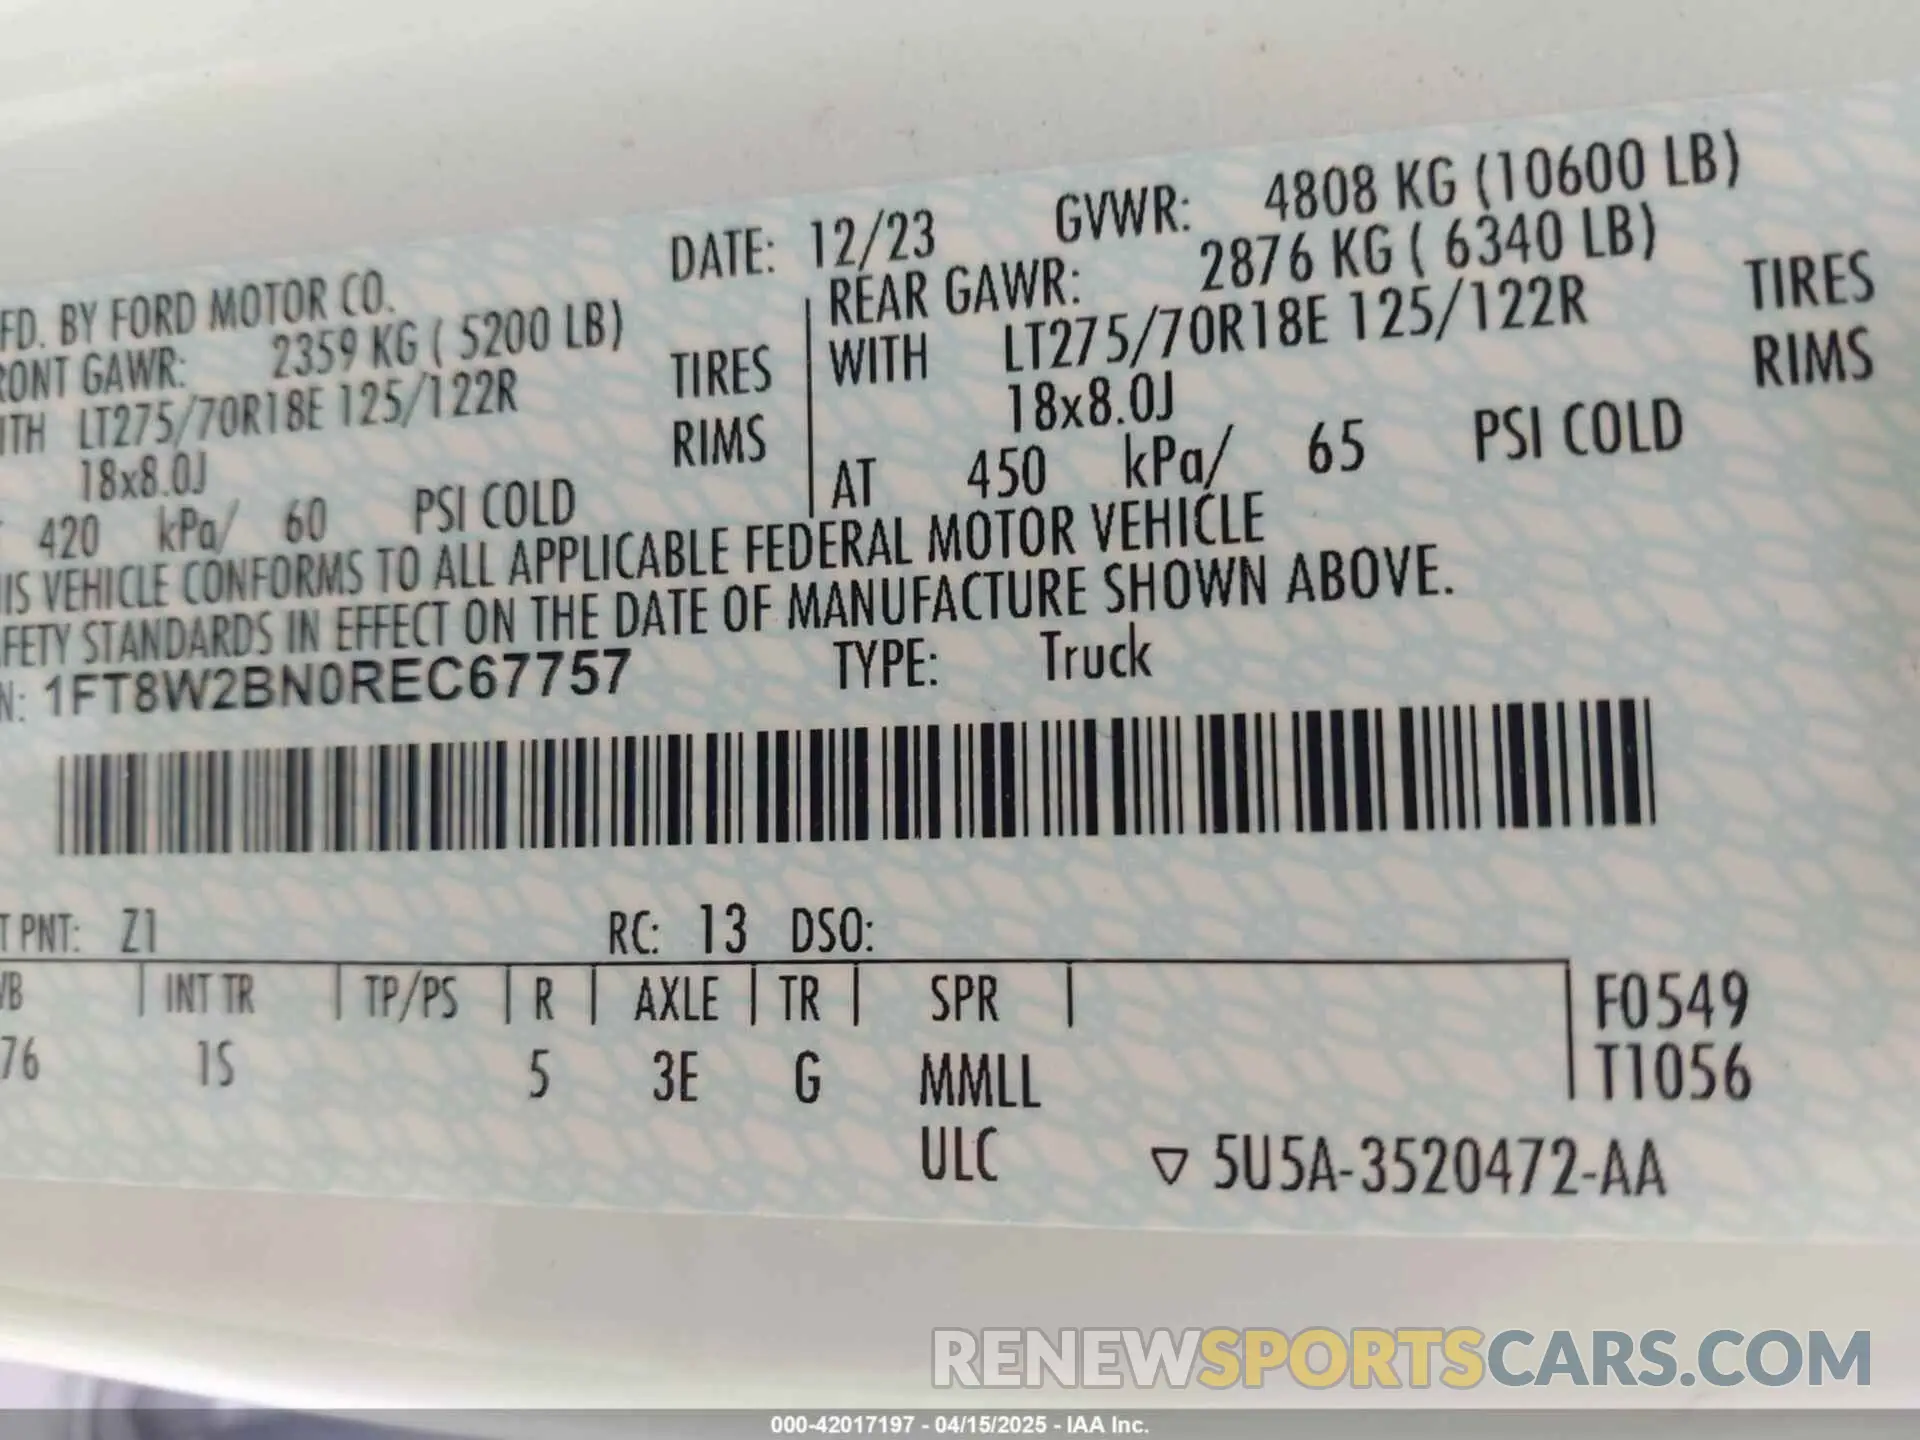 FD. BY FORD MOTOR CO. DATE: 12/23 GVWR: 4808 KG (10600 LB)
RONT GAWR: 2359 KG ( 5200 LB) REAR GAWR: 2876 KG ( 6340 LB)
ITH LT275/70R18E 125/122R TIRES WITH LT275/70R18E 125/122R TIRES
18x8.0J RIMS 18x8.0J RIMS
420 kPa/ 60 PSI COLD AT 450 kPa/ 65 PSI COLD
IS VEHICLE CONFORMS TO ALL APPLICABLE FEDERAL MOTOR VEHICLE
FETY STANDARDS IN EFFECT ON THE DATE OF MANUFACTURE SHOWN ABOVE.
N: 1FT8W2BN0REC67757 TYPE: Truck
T PNT: Z1 RC: 13 DSO:
B INT TR TP/PS R AXLE TR SPR F0549
76 1S 5 3E G MMLL T1056
ULC ▽ 5U5A-3520472-AA
RENEWSPORTSCARS.COM
000-42017197 - 04/15/2025 - IAA Inc.